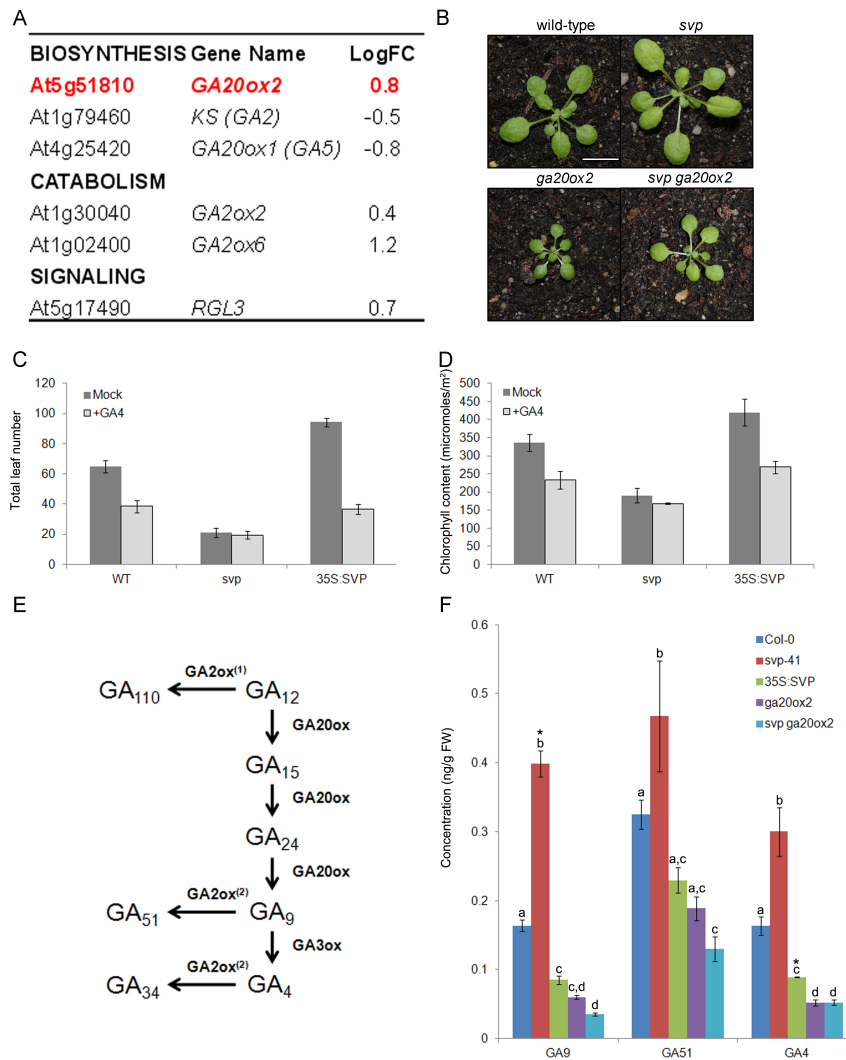 A
BIOSYNTHESIS Gene Name LogFC
At5g51810 GA20ox2 0.8
At1g79460 KS (GA2) -0.5
At4g25420 GA20ox1 (GA5) -0.8
CATABOLISM
At1g30040 GA2ox2 0.4
At1g02400 GA2ox6 1.2
SIGNALING
At5g17490 RGL3 0.7
B
wild-type svp
ga20ox2 svp ga20ox2
C
Total leaf number
120
100
80
60
40
20
0
Mock
+GA4
WT svp 35S:SVP
D
Chlorophyll content (micromoles/m²)
500
450
400
350
300
250
200
150
100
50
0
Mock
+GA4
WT svp 35S:SVP
E
GA110 GA2ox(1) GA12
GA20ox
GA15
GA20ox
GA24
GA20ox
GA51 GA2ox(2) GA9
GA3ox
GA34 GA2ox(2) GA4
F
Concentration (ng/g FW)
0.6
0.5
0.4
0.3
0.2
0.1
0
Col-0
svp-41
35S:SVP
ga20ox2
svp ga20ox2
a * b c c,d d
a b a,c a,c c
a b * c d d
GA9 GA51 GA4